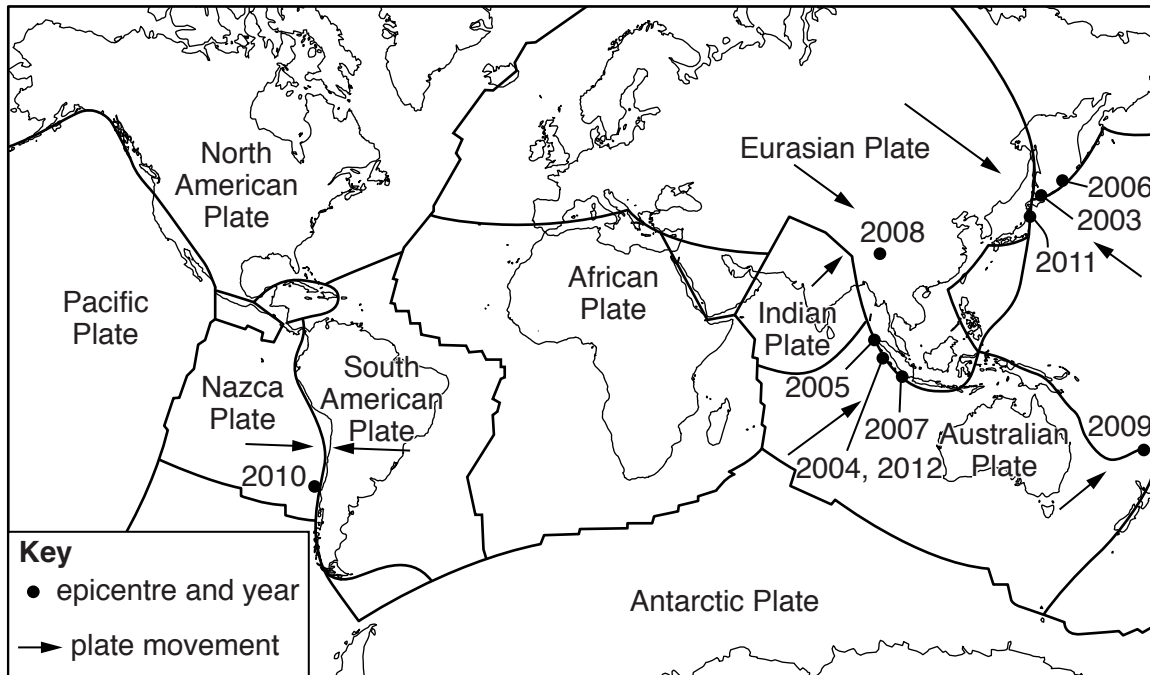 North
American
Plate
Eurasian Plate
2006
2003
2008
2011
Pacific
Plate
African
Plate
Indian
Plate
Nazca
Plate
South
American
Plate
2005
2007
2004, 2012
Australian
Plate
2009
2010
Key
epicentre and year
plate movement
Antarctic Plate